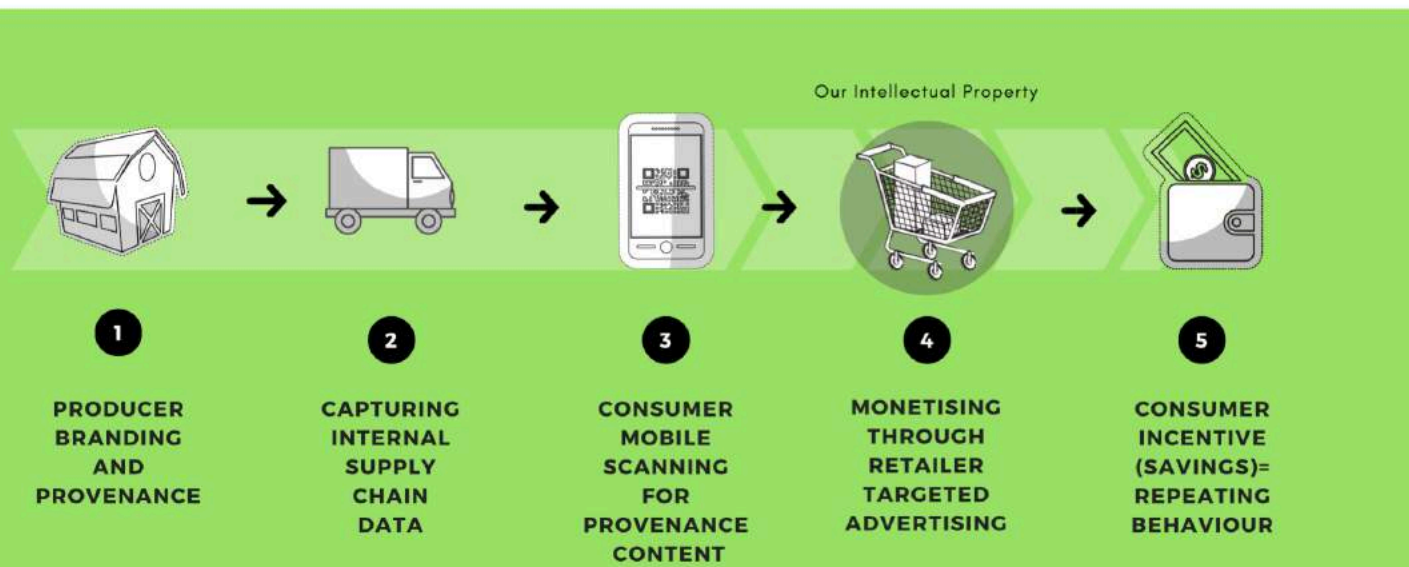 Our Intellectual Property
1
2
3
4
5
PRODUCER
BRANDING
AND
PROVENANCE
CAPTURING
INTERNAL
SUPPLY
CHAIN
DATA
CONSUMER
MOBILE
SCANNING
FOR
PROVENANCE
CONTENT
MONETISING
THROUGH
RETAILER
TARGETED
ADVERTISING
CONSUMER
INCENTIVE
(SAVINGS)=
REPEATING
BEHAVIOUR